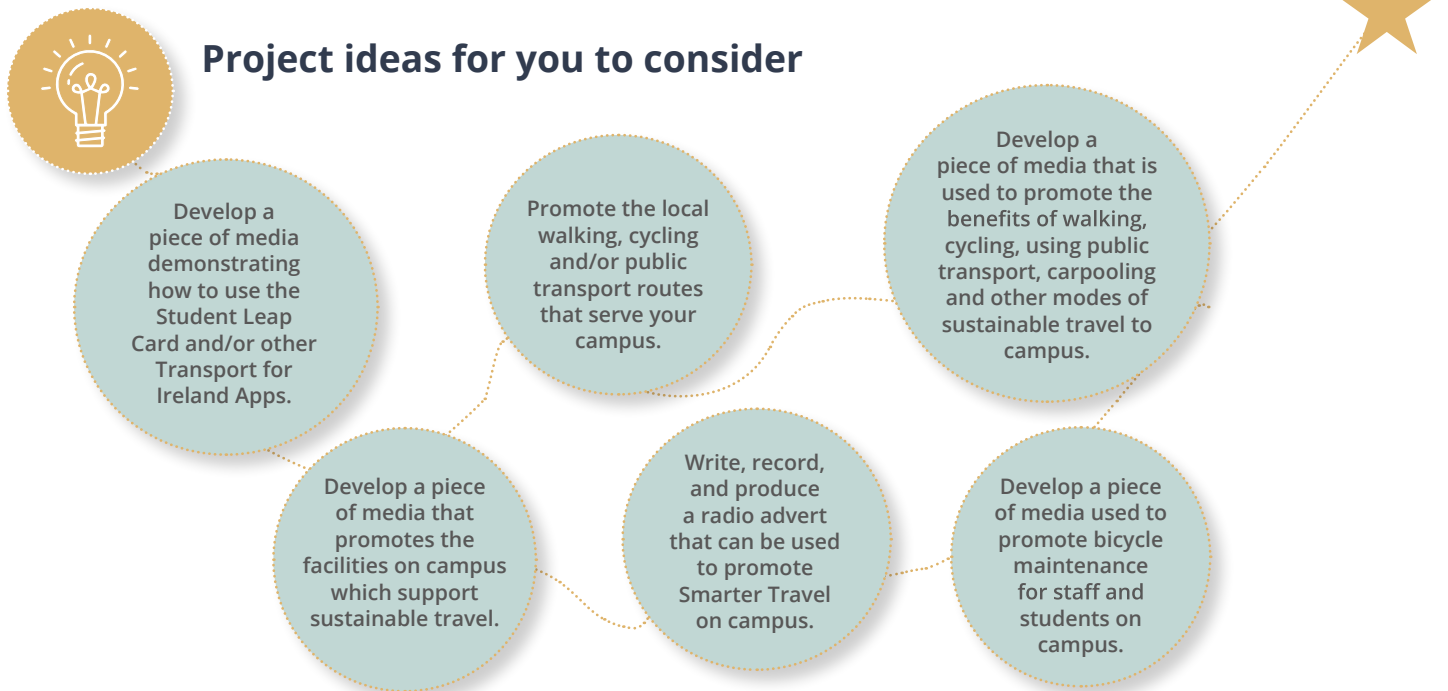 Project ideas for you to consider
Develop a
piece of media
demonstrating
how to use the
Student Leap
Card and/or other
Transport for
Ireland Apps.
Promote the local
walking, cycling
and/or public
transport routes
that serve your
campus.
Develop a
piece of media that is
used to promote the
benefits of walking,
cycling, using public
transport, carpooling
and other modes of
sustainable travel to
campus.
Develop a piece
of media that
promotes the
facilities on campus
which support
sustainable travel.
Write, record,
and produce
a radio advert
that can be used
to promote
Smarter Travel
on campus.
Develop a piece
of media used to
promote bicycle
maintenance
for staff and
students on
campus.